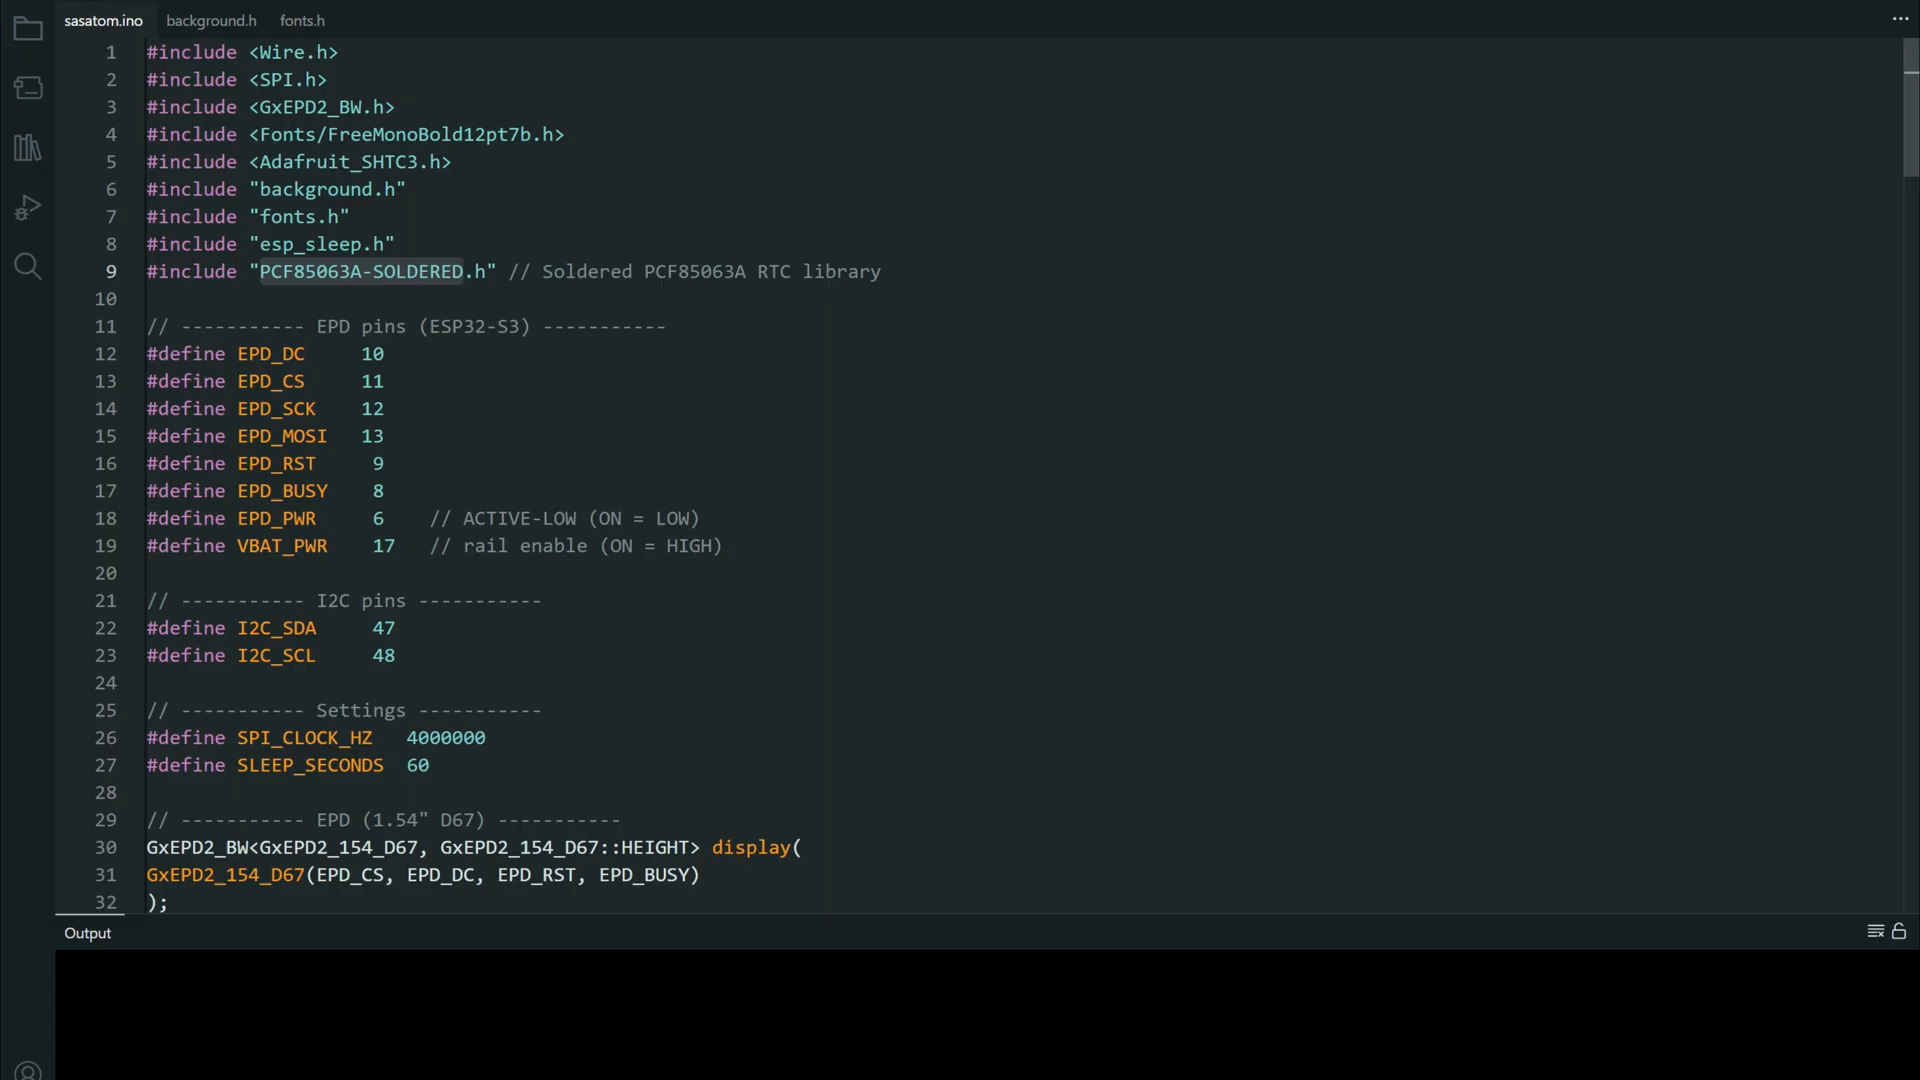 sasatom.ino background.h fonts.h
1 #include <Wire.h>
2 #include <SPI.h>
3 #include <GxEPD2_BW.h>
4 #include <Fonts/FreeMonoBold12pt7b.h>
5 #include <Adafruit_SHTC3.h>
6 #include "background.h"
7 #include "fonts.h"
8 #include "esp_sleep.h"
9 #include "PCF85063A-SOLDERED.h" // Soldered PCF85063A RTC library
10
11 // ----------- EPD pins (ESP32-S3) -----------
12 #define EPD_DC     10
13 #define EPD_CS     11
14 #define EPD_SCK    12
15 #define EPD_MOSI   13
16 #define EPD_RST     9
17 #define EPD_BUSY    8
18 #define EPD_PWR     6    // ACTIVE-LOW (ON = LOW)
19 #define VBAT_PWR    17   // rail enable (ON = HIGH)
20
21 // ----------- I2C pins -----------
22 #define I2C_SDA     47
23 #define I2C_SCL     48
24
25 // ----------- Settings -----------
26 #define SPI_CLOCK_HZ   4000000
27 #define SLEEP_SECONDS  60
28
29 // ----------- EPD (1.54" D67) -----------
30 GxEPD2_BW<GxEPD2_154_D67, GxEPD2_154_D67::HEIGHT> display(
31 GxEPD2_154_D67(EPD_CS, EPD_DC, EPD_RST, EPD_BUSY)
32 );
Output